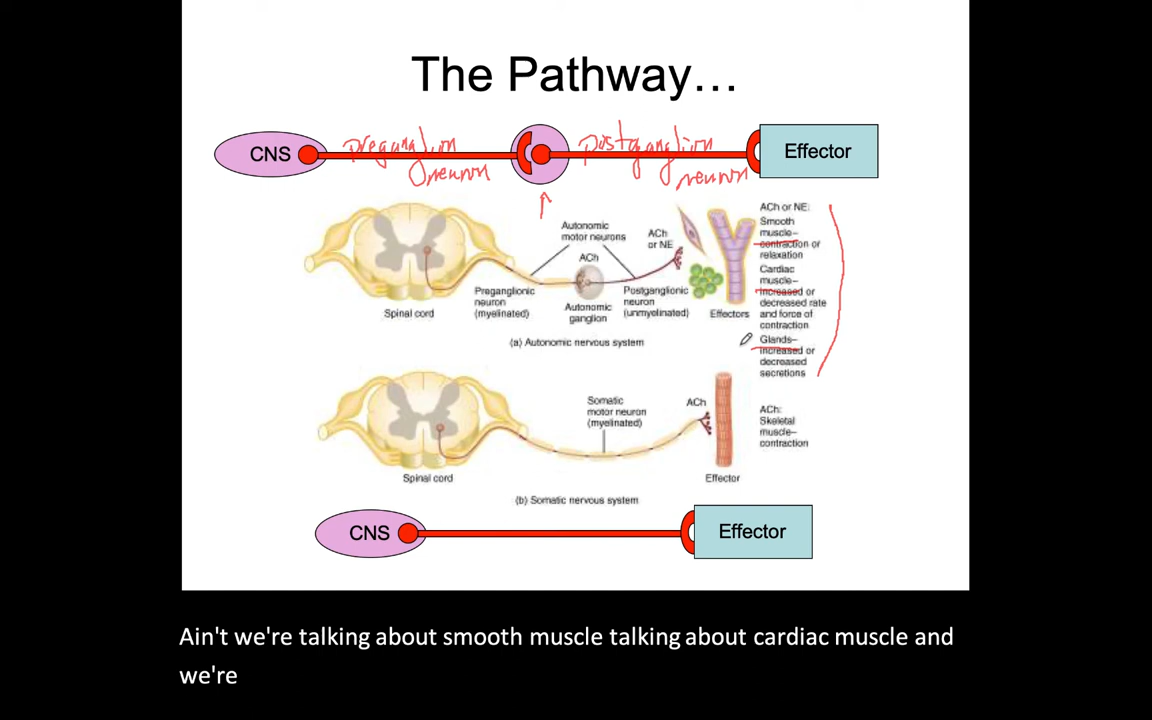 The Pathway…
CNS
preganglion
neuron
postganglion
neuron
Effector
Autonomic
motor neurons
ACh
ACh
or NE
Preganglionic
neuron
(myelinated)
Autonomic
ganglion
Postganglionic
neuron
(unmyelinated)
Spinal cord
Effectors
ACh or NE:
Smooth
muscle–
contraction or
relaxation
Cardiac
muscle–
increased or
decreased rate
and force of
contraction
Glands–
increased or
decreased
secretions
(a) Autonomic nervous system
Somatic
motor neuron
(myelinated)
ACh
Spinal cord
Effector
ACh:
Skeletal
muscle–
contraction
(b) Somatic nervous system
CNS
Effector
Ain't we're talking about smooth muscle talking about cardiac muscle and
we're